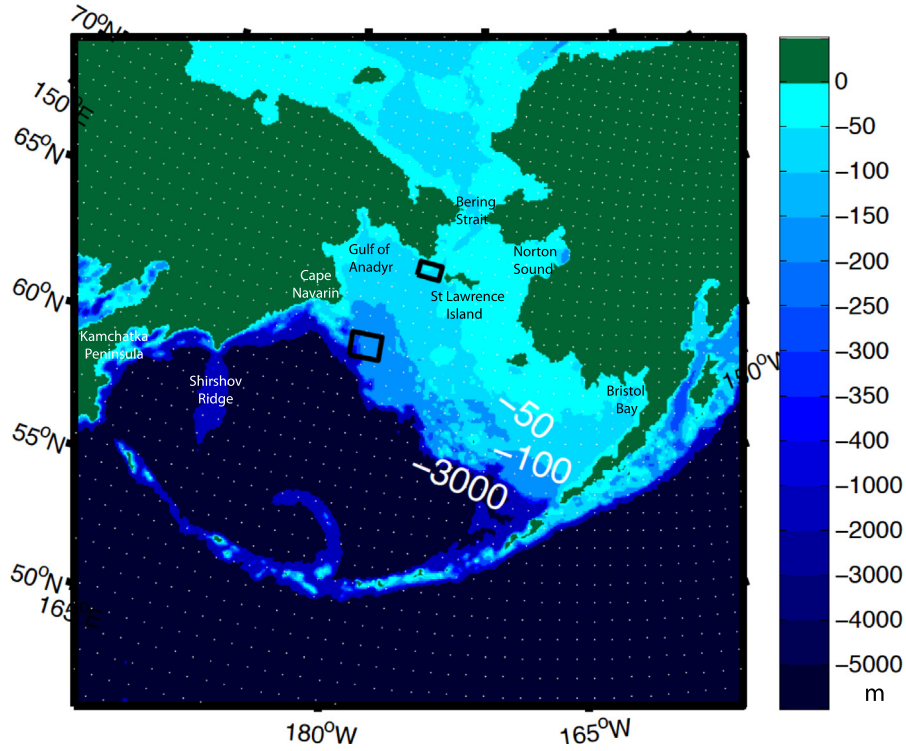 70°N
150°E
65°N
60°N
55°N
50°N
165°E
180°W
165°W
150°W
Bering
Strait
Gulf of
Anadyr
Norton
Sound
Cape
Navarin
St Lawrence
Island
Kamchatka
Peninsula
Shirshov
Ridge
Bristol
Bay
−50
−100
−3000
0
−50
−100
−150
−200
−250
−300
−350
−400
−1000
−2000
−3000
−4000
−5000
m